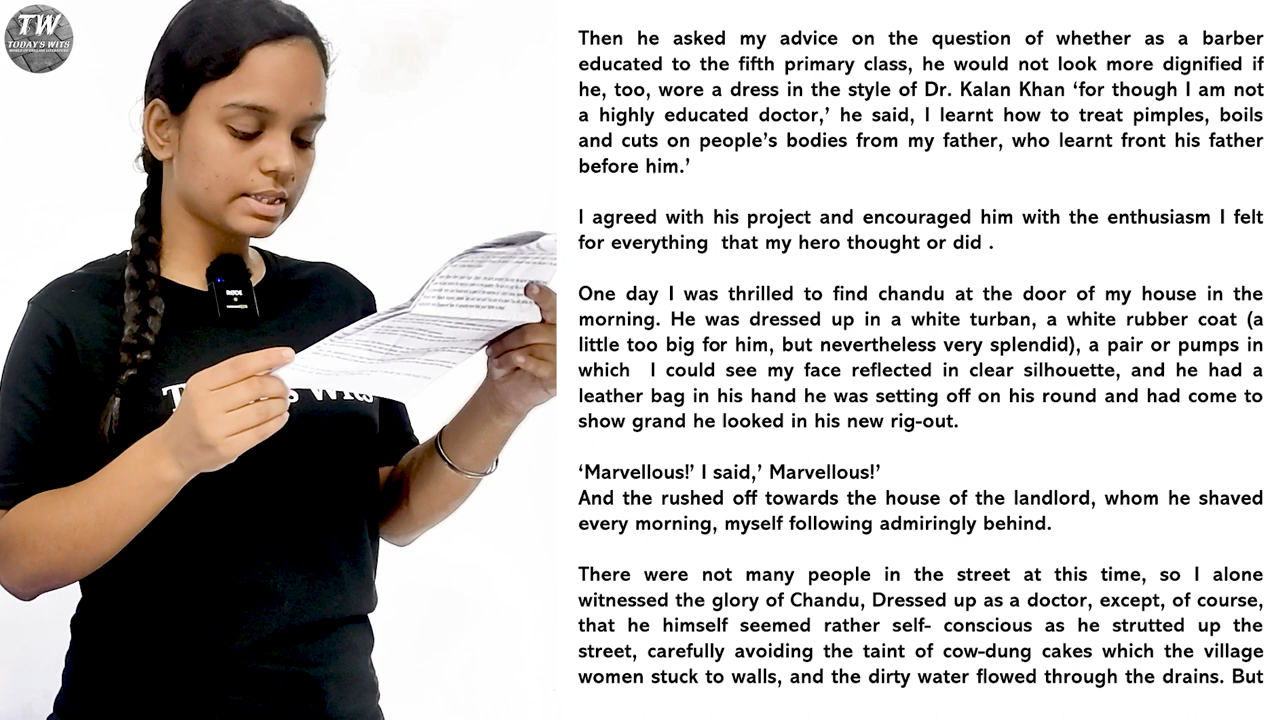 TW
TODAY'S WITS
WORLD OF ENGLISH LITERATURE
RODE
Then he asked my advice on the question of whether as a barber
educated to the fifth primary class, he would not look more dignified if
he, too, wore a dress in the style of Dr. Kalan Khan ‘for though I am not
a highly educated doctor,’ he said, I learnt how to treat pimples, boils
and cuts on people’s bodies from my father, who learnt front his father
before him.’
I agreed with his project and encouraged him with the enthusiasm I felt
for everything that my hero thought or did .
One day I was thrilled to find chandu at the door of my house in the
morning. He was dressed up in a white turban, a white rubber coat (a
little too big for him, but nevertheless very splendid), a pair or pumps in
which I could see my face reflected in clear silhouette, and he had a
leather bag in his hand he was setting off on his round and had come to
show grand he looked in his new rig-out.
‘Marvellous!’ I said,’ Marvellous!’
And the rushed off towards the house of the landlord, whom he shaved
every morning, myself following admiringly behind.
There were not many people in the street at this time, so I alone
witnessed the glory of Chandu, Dressed up as a doctor, except, of course,
that he himself seemed rather self- conscious as he strutted up the
street, carefully avoiding the taint of cow-dung cakes which the village
women stuck to walls, and the dirty water flowed through the drains. But